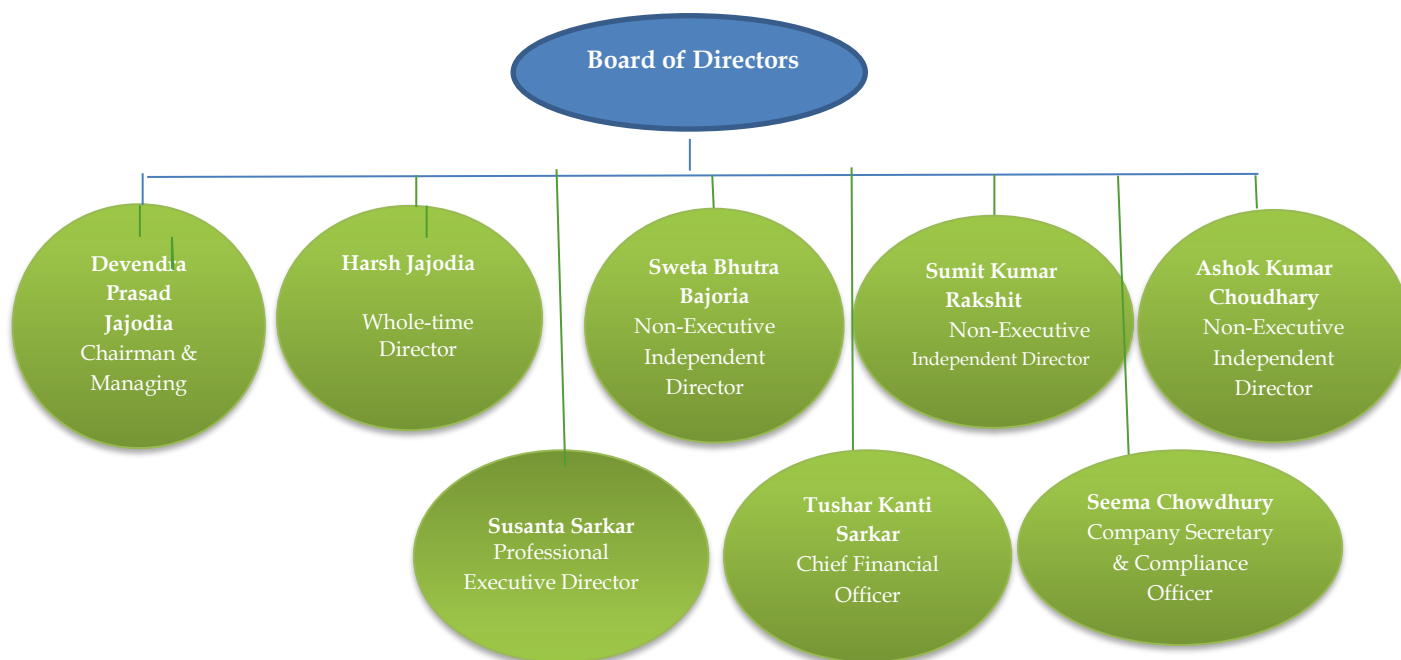 Board of Directors
Devendra
Prasad
Jajodia
Chairman &
Managing
Harsh Jajodia
Whole-time
Director
Sweta Bhutra
Bajoria
Non-Executive
Independent
Director
Sumit Kumar
Rakshit
Non-Executive
Independent Director
Ashok Kumar
Choudhary
Non-Executive
Independent
Director
Susanta Sarkar
Professional
Executive Director
Tushar Kanti
Sarkar
Chief Financial
Officer
Seema Chowdhury
Company Secretary
& Compliance
Officer